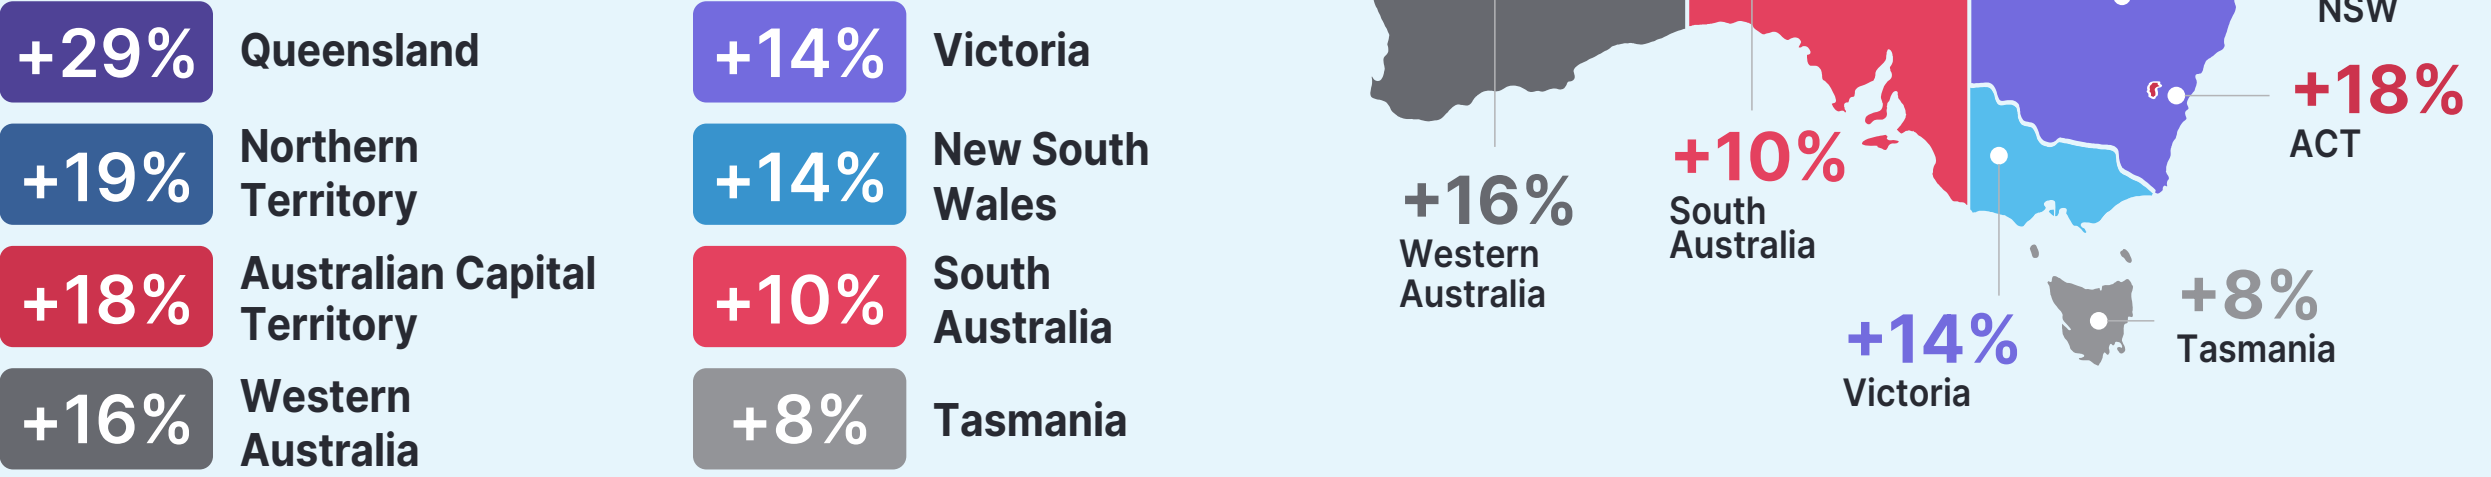 +29%
Queensland
+19%
Northern
Territory
+18%
Australian Capital
Territory
+16%
Western
Australia
+14%
Victoria
+14%
New South
Wales
+10%
South
Australia
+8%
Tasmania
NSW
+18%
ACT
+10%
South
Australia
+16%
Western
Australia
+8%
Tasmania
+14%
Victoria